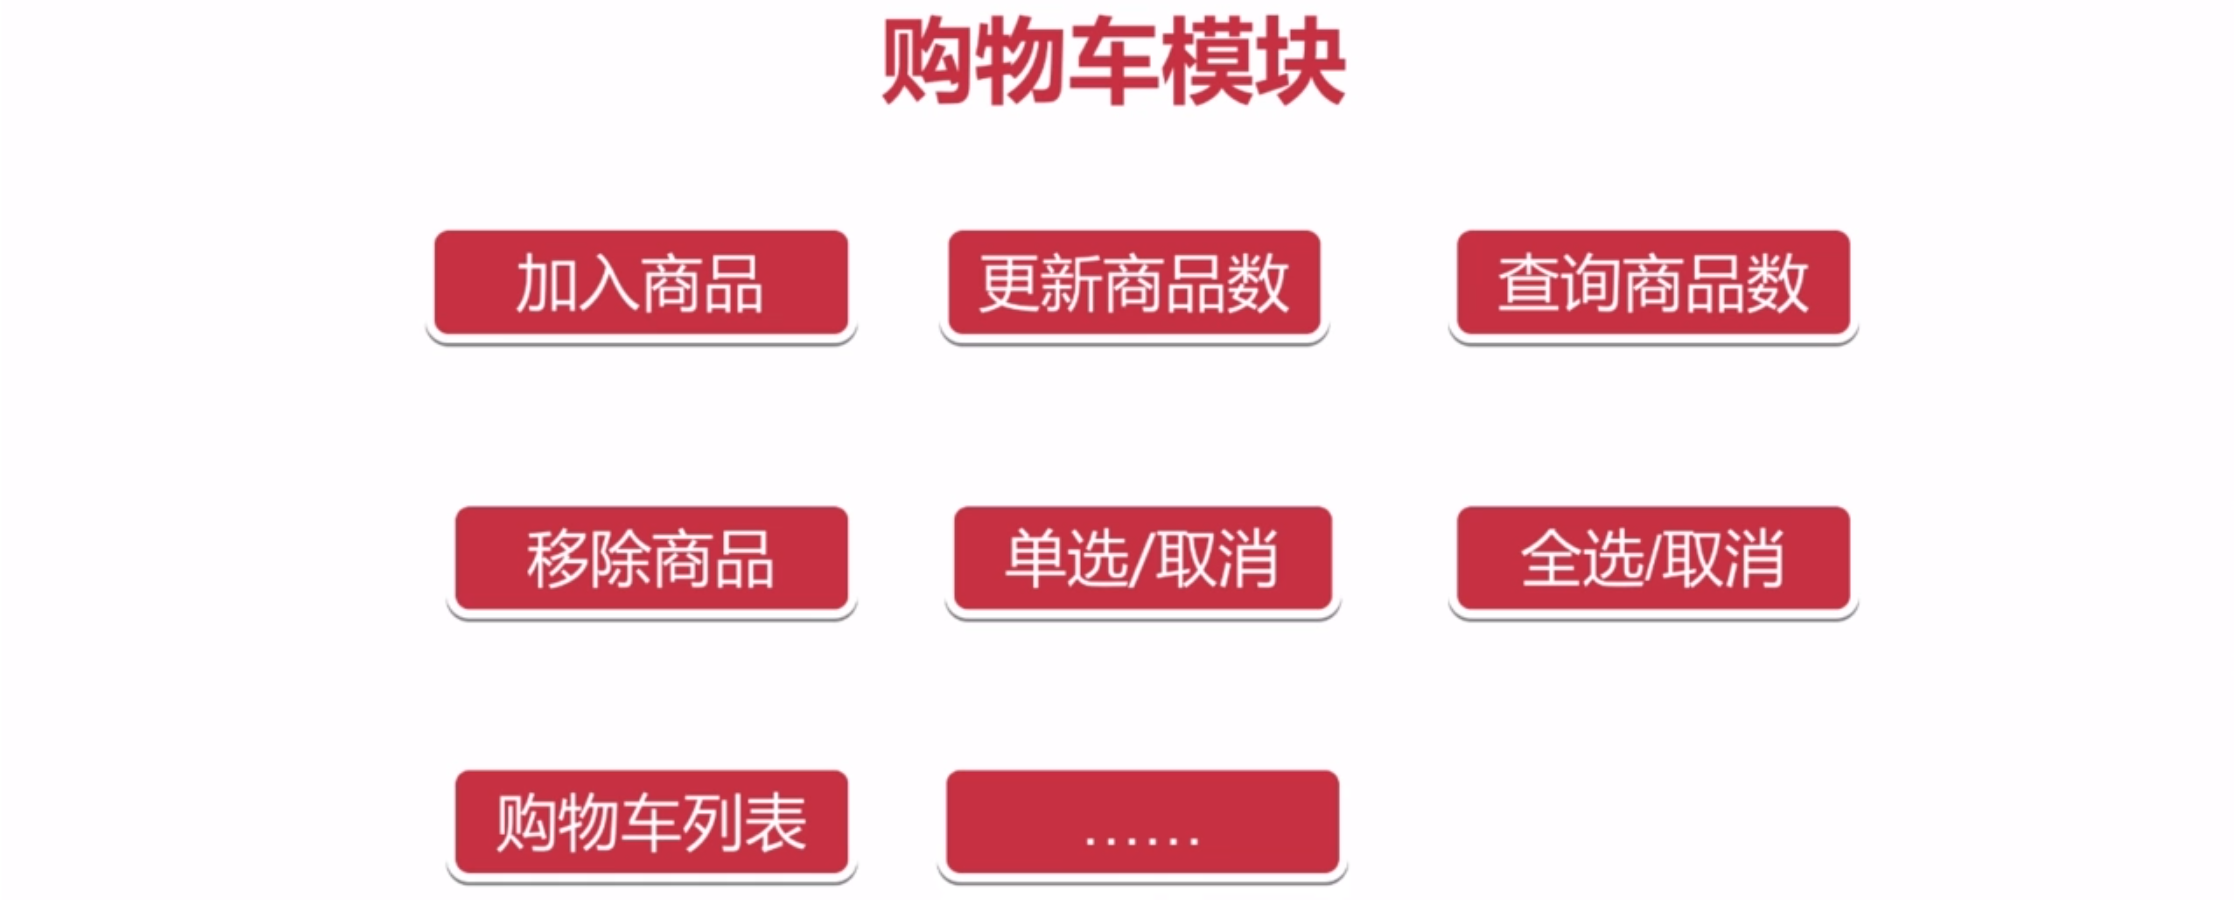 购物车模块
加入商品
更新商品数
查询商品数
移除商品
单选/取消
全选/取消
购物车列表
......